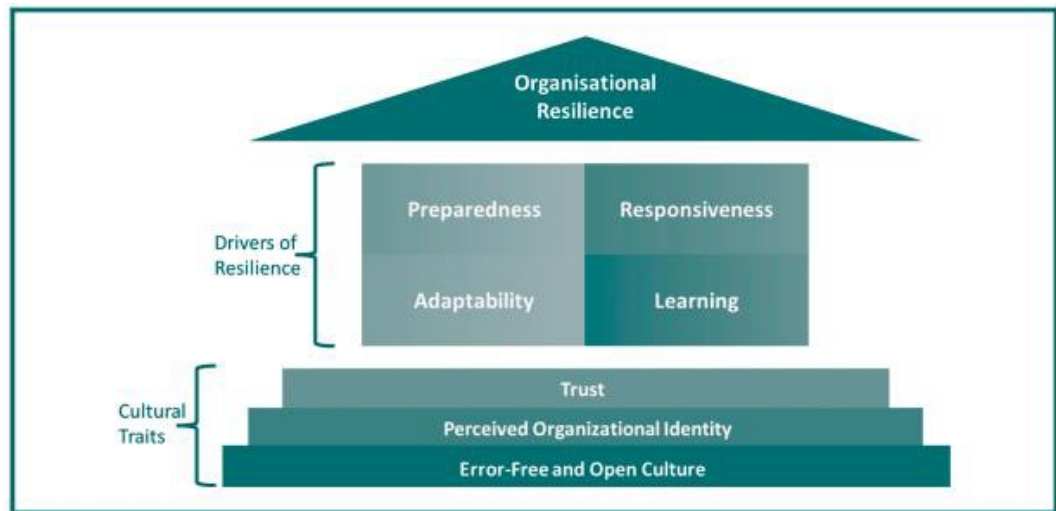 Organisational
Resilience
Preparedness
Responsiveness
Drivers of
Resilience
Adaptability
Learning
Trust
Cultural
Traits
Perceived Organizational Identity
Error-Free and Open Culture